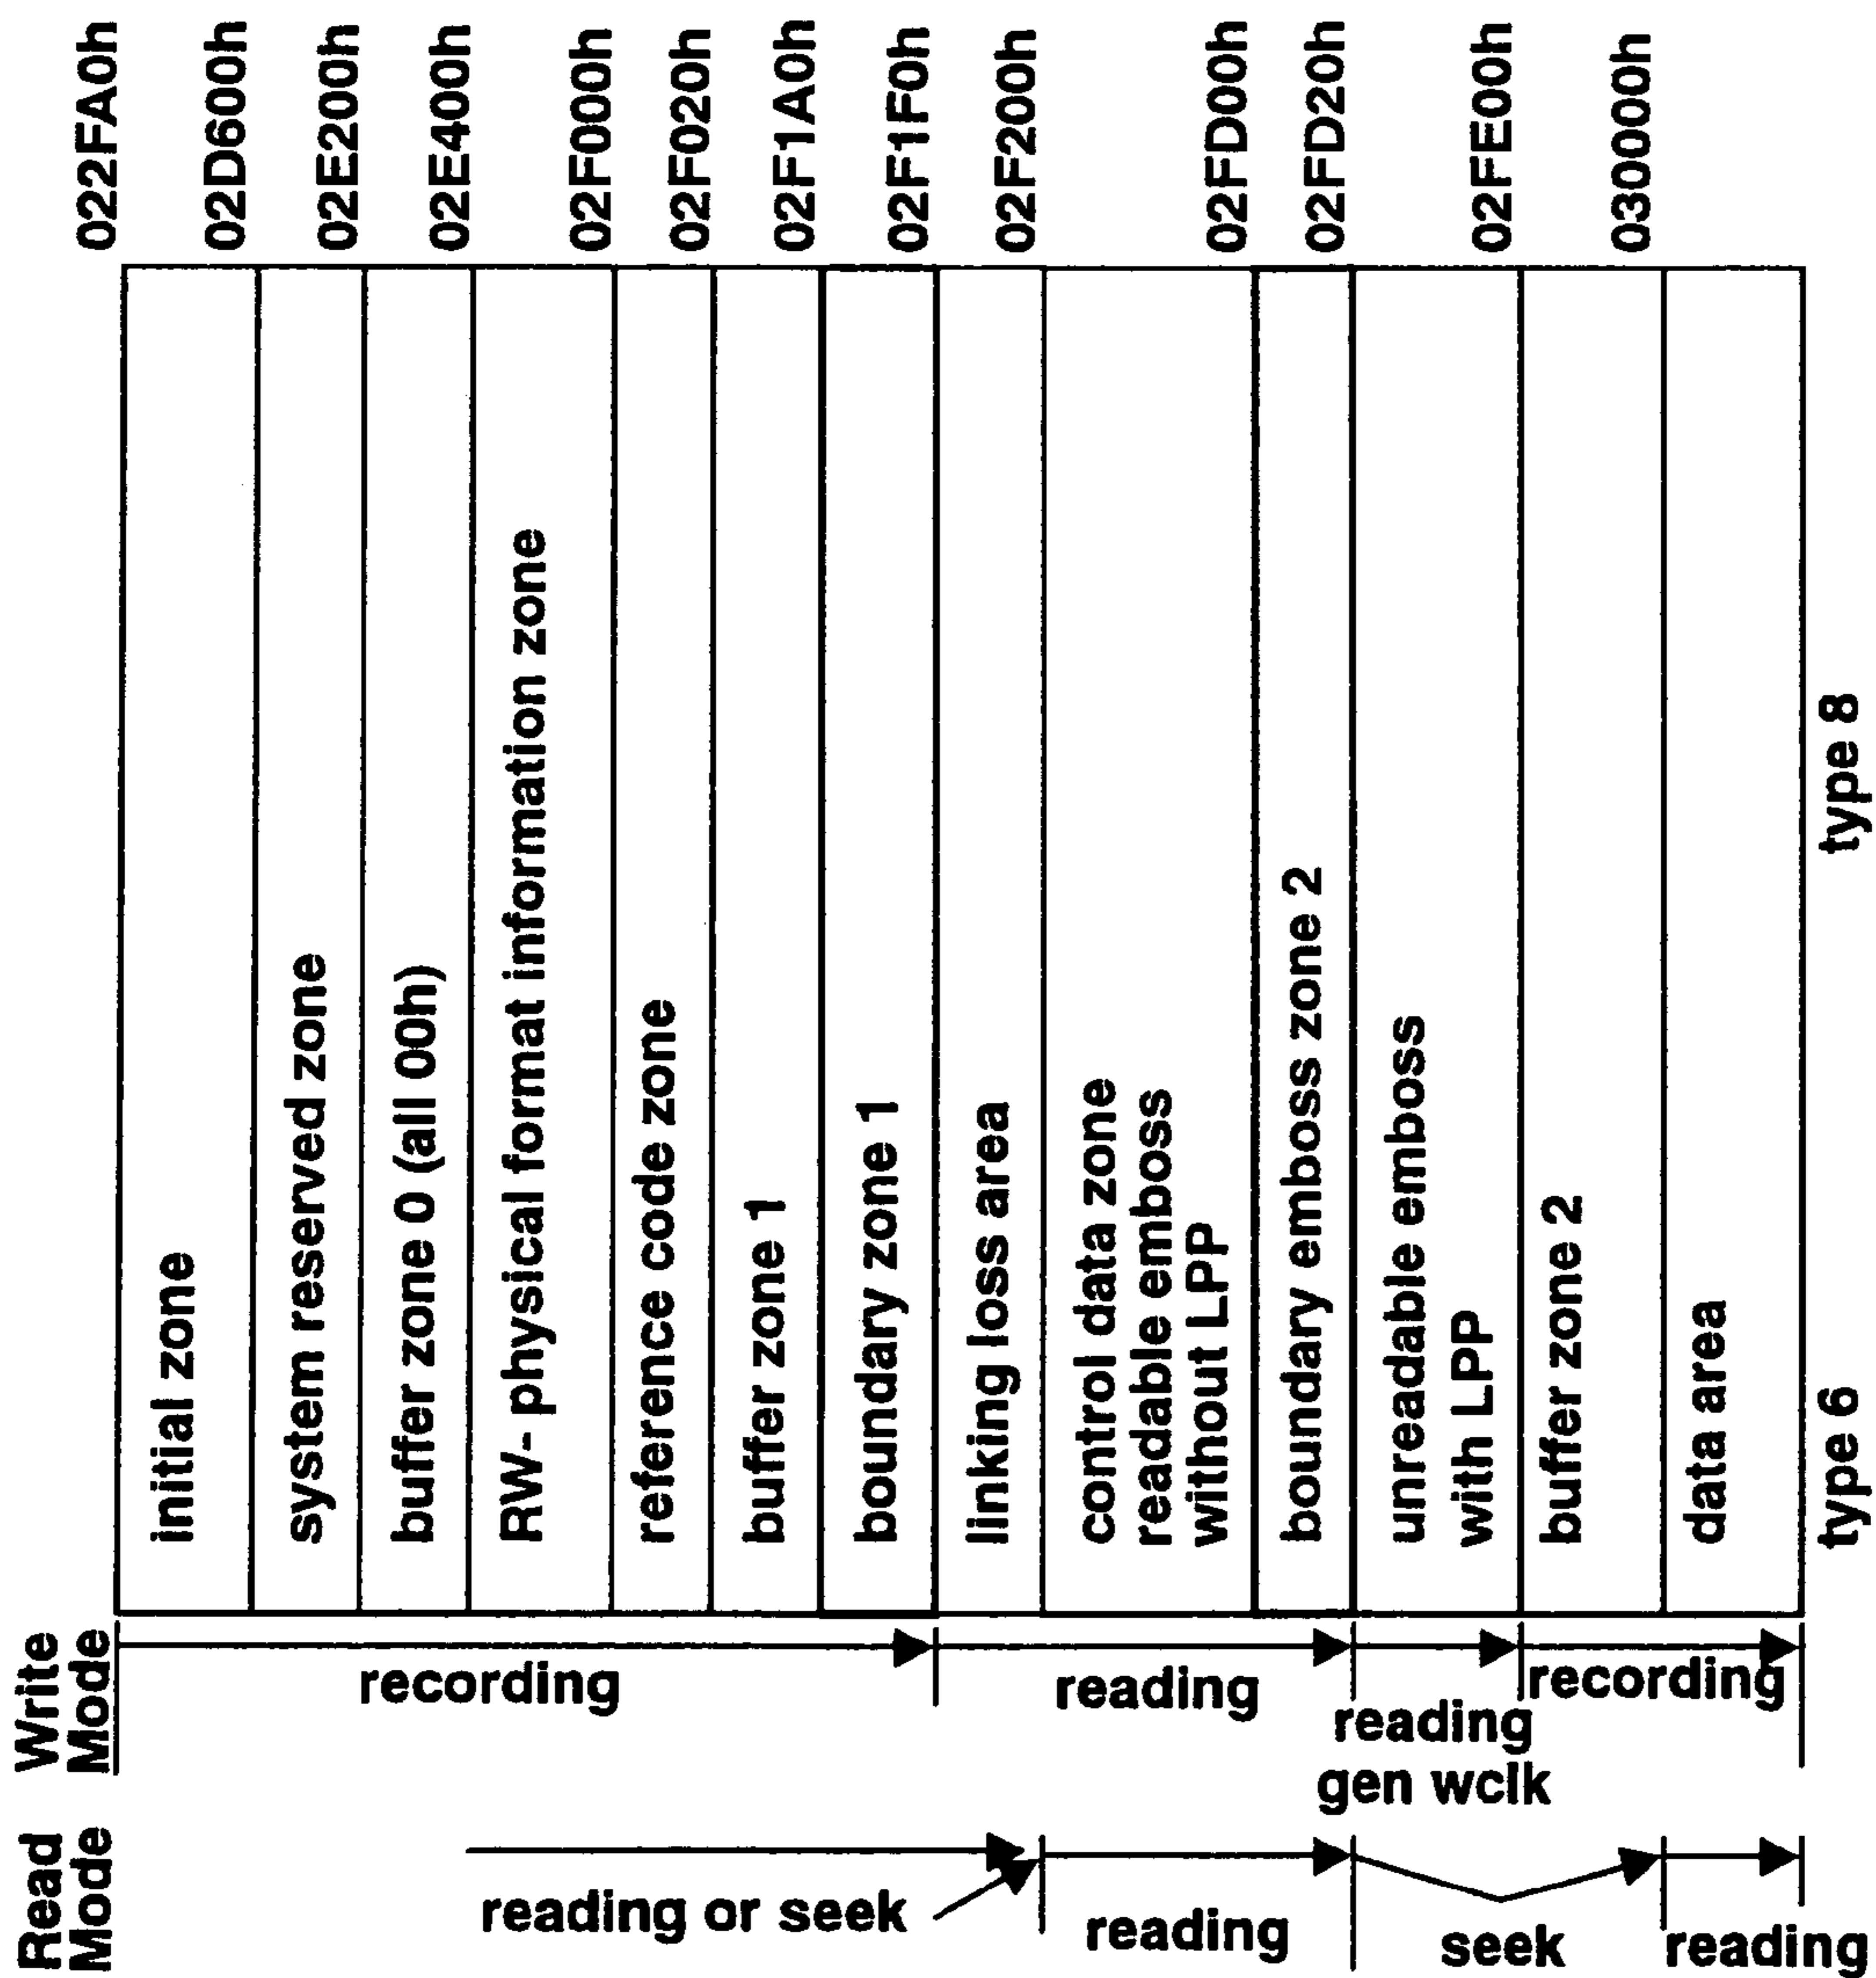 022FA0h
02D600h
02E200h
02E400h
02F000h
02F020h
02F1A0h
02F1F0h
02F200h
02FD00h
02FD20h
02FE00h
030000h
initial zone
system reserved zone
buffer zone 0 (all 00h)
RW- physical format information zone
reference code zone
buffer zone 1
boundary zone 1
linking loss area
control data zone
readable emboss
without LPP
boundary emboss zone 2
unreadable emboss
with LPP
buffer zone 2
data area
type 6
type 8
Write
Mode
recording
reading
reading
gen wclk
recording
Read
Mode
reading or seek
reading
seek
reading